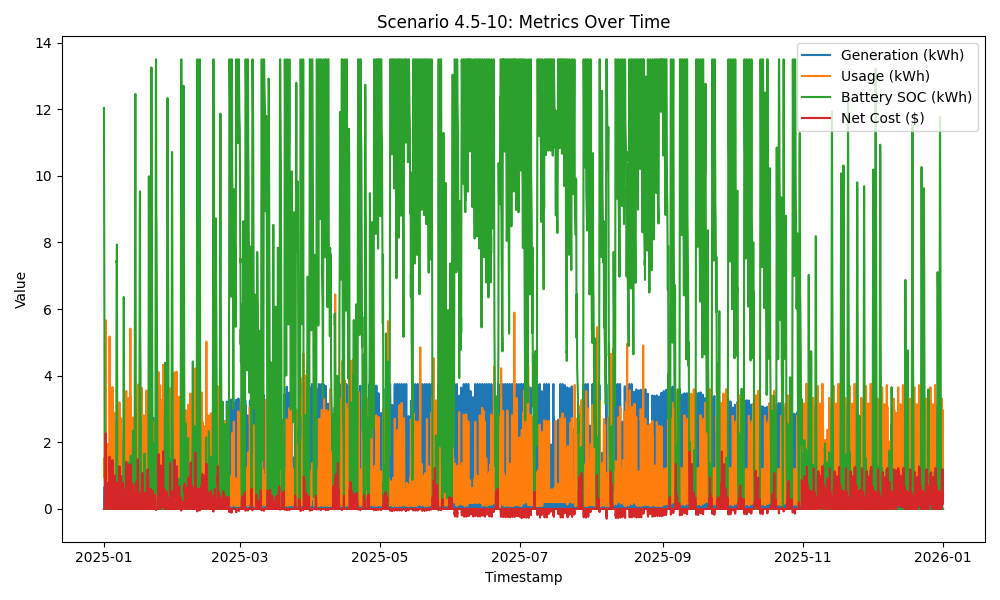 Scenario 4.5-10: Metrics Over Time
14
12
10
8
6
4
2
0
Value
Generation (kWh)
Usage (kWh)
Battery SOC (kWh)
Net Cost ($)
2025-01
2025-03
2025-05
2025-07
2025-09
2025-11
2026-01
Timestamp